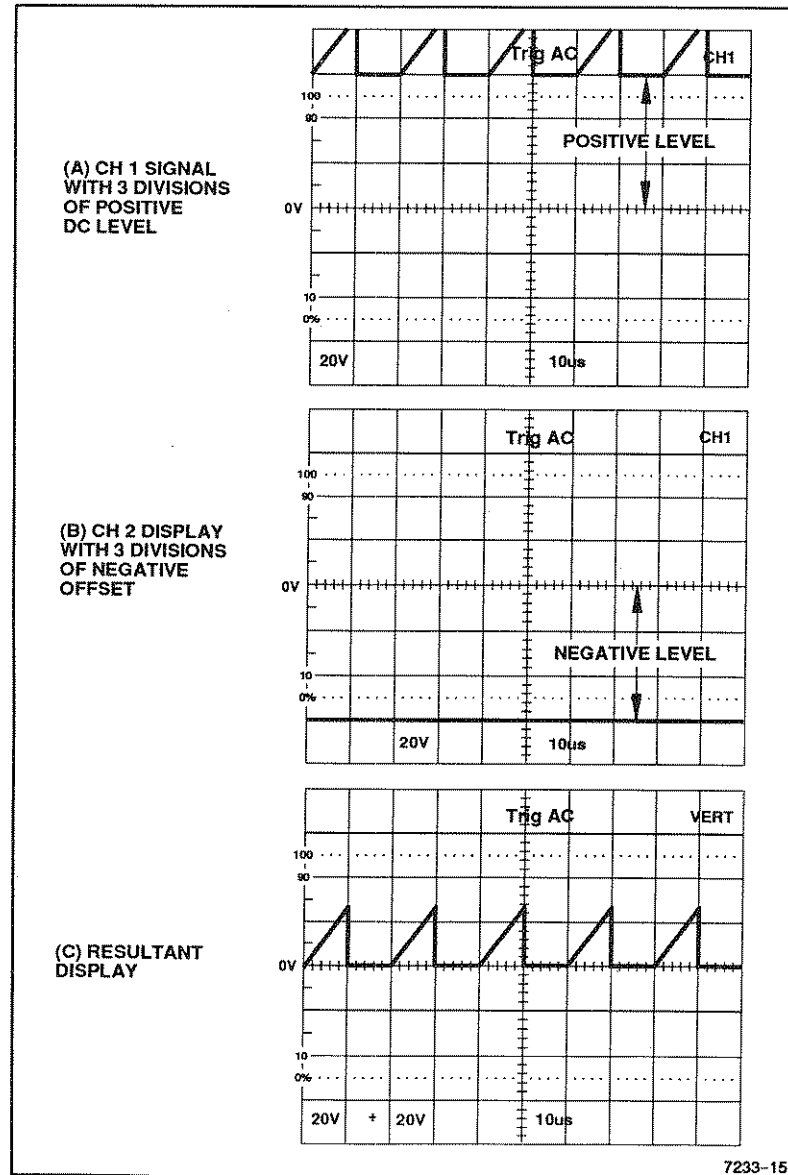 Trig AC CH1
100
90
POSITIVE LEVEL
(A) CH 1 SIGNAL
WITH 3 DIVISIONS
OF POSITIVE
DC LEVEL
0V
10
0%
20V 10us
Trig AC CH1
100
90
(B) CH 2 DISPLAY
WITH 3 DIVISIONS
OF NEGATIVE
OFFSET
0V
NEGATIVE LEVEL
10
0%
20V 10us
Trig AC VERT
100
90
(C) RESULTANT
DISPLAY
0V
10
0%
20V + 20V 10us
7233-15